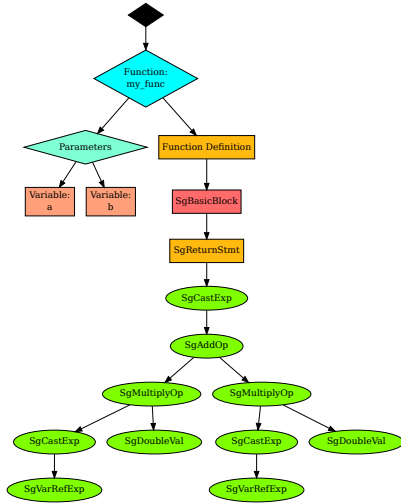 Function:
my_func
Parameters
Function Definition
Variable:
a
Variable:
b
SgBasicBlock
SgReturnStmt
SgCastExp
SgAddOp
SgMultiplyOp
SgMultiplyOp
SgCastExp
SgDoubleVal
SgCastExp
SgDoubleVal
SgVarRefExp
SgVarRefExp